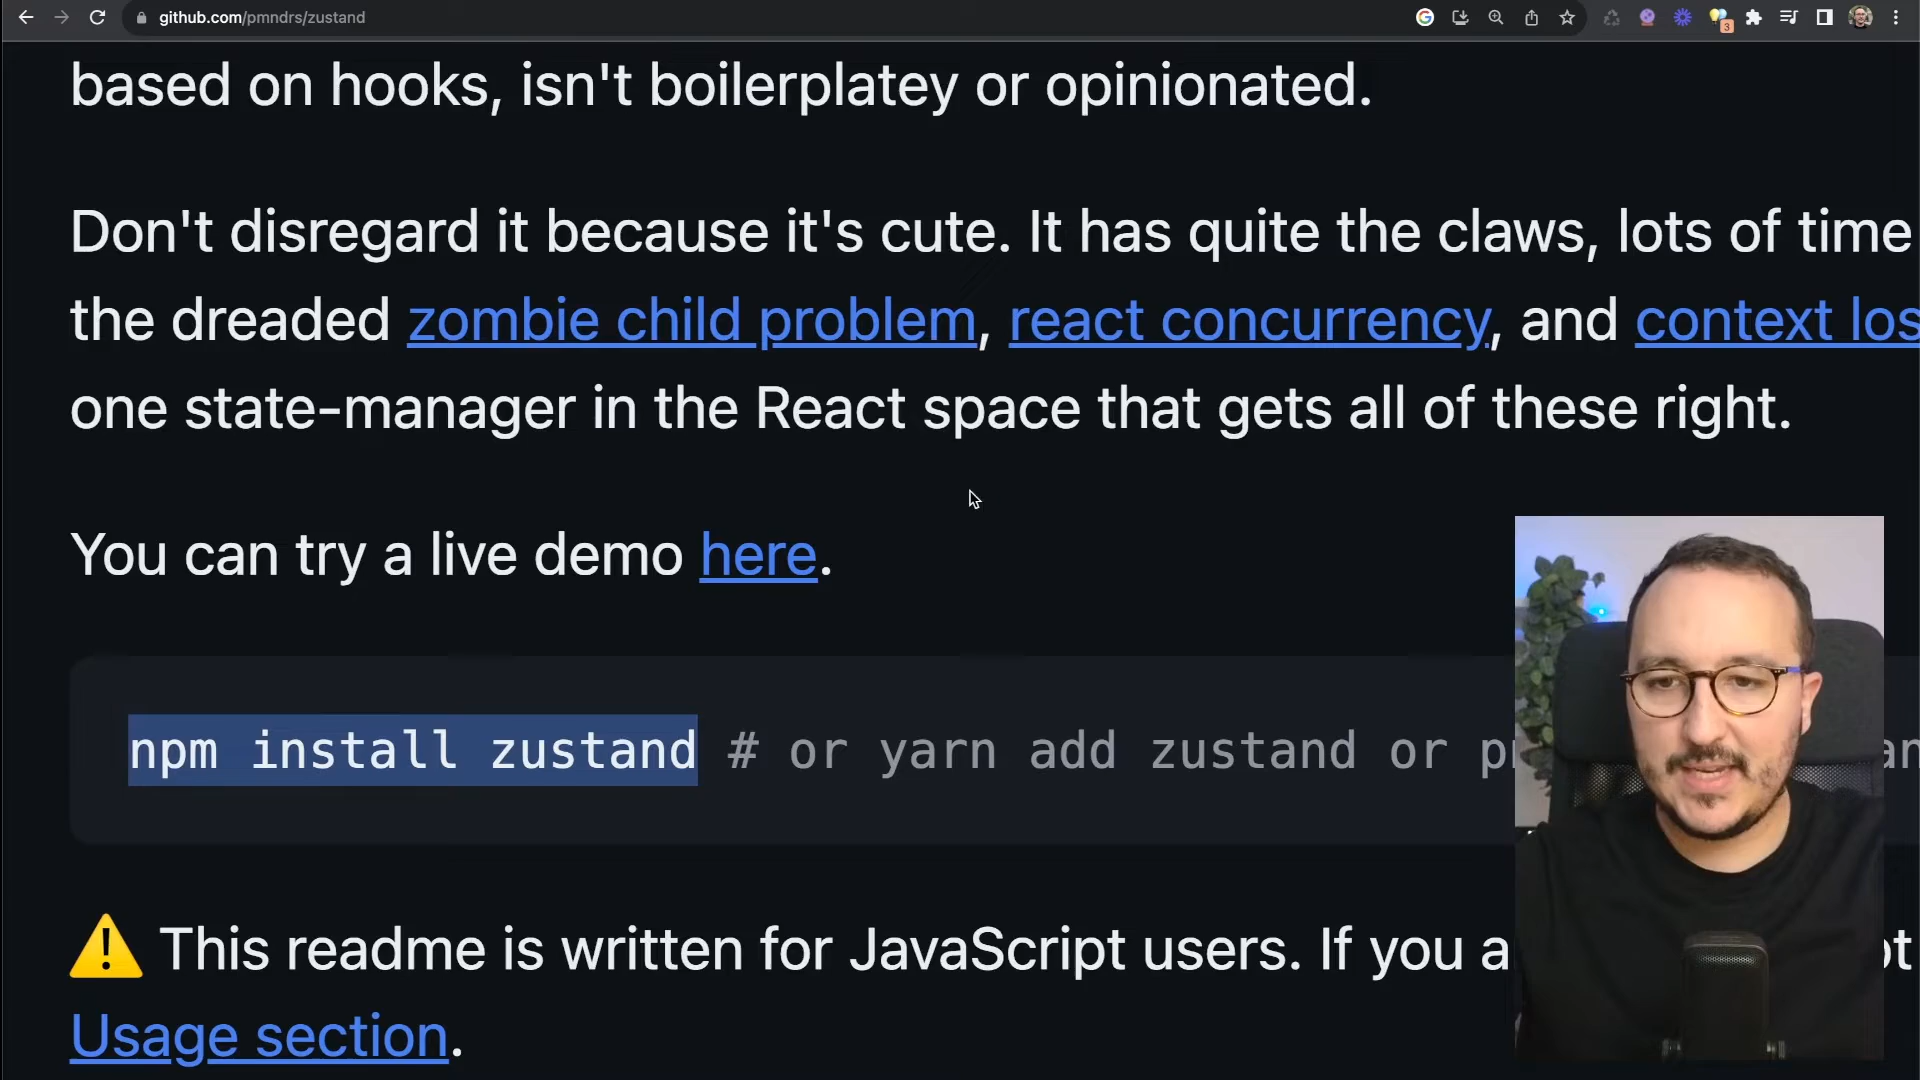 github.com/pmndrs/zustand
3
based on hooks, isn't boilerplatey or opinionated.
Don't disregard it because it's cute. It has quite the claws, lots of time
the dreaded zombie child problem, react concurrency, and context los
one state-manager in the React space that gets all of these right.
You can try a live demo here.
npm install zustand # or yarn add zustand or
⚠️ This readme is written for JavaScript users. If you a
Usage section.